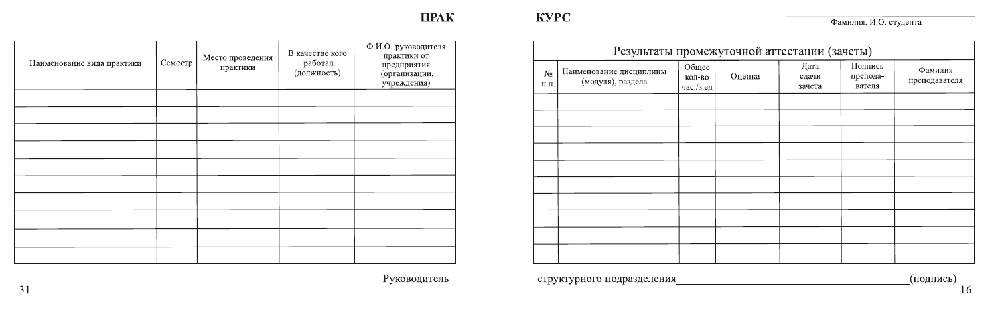 ПРАК
Наименование вида практики
Семестр
Место проведения
практики
В качестве кого
работал
(должность)
Ф.И.О. руководителя
практики от
предприятия
(организации,
учреждения)
Руководитель
31
КУРС
Фамилия. И.О. студента
Результаты промежуточной аттестации (зачеты)
№
п.п.
Наименование дисциплины
(модуля), раздела
Общее
кол-во
час./з.ед
Оценка
Дата
сдачи
зачета
Подпись
препода-
вателя
Фамилия
преподавателя
структурного подразделения (подпись)
16